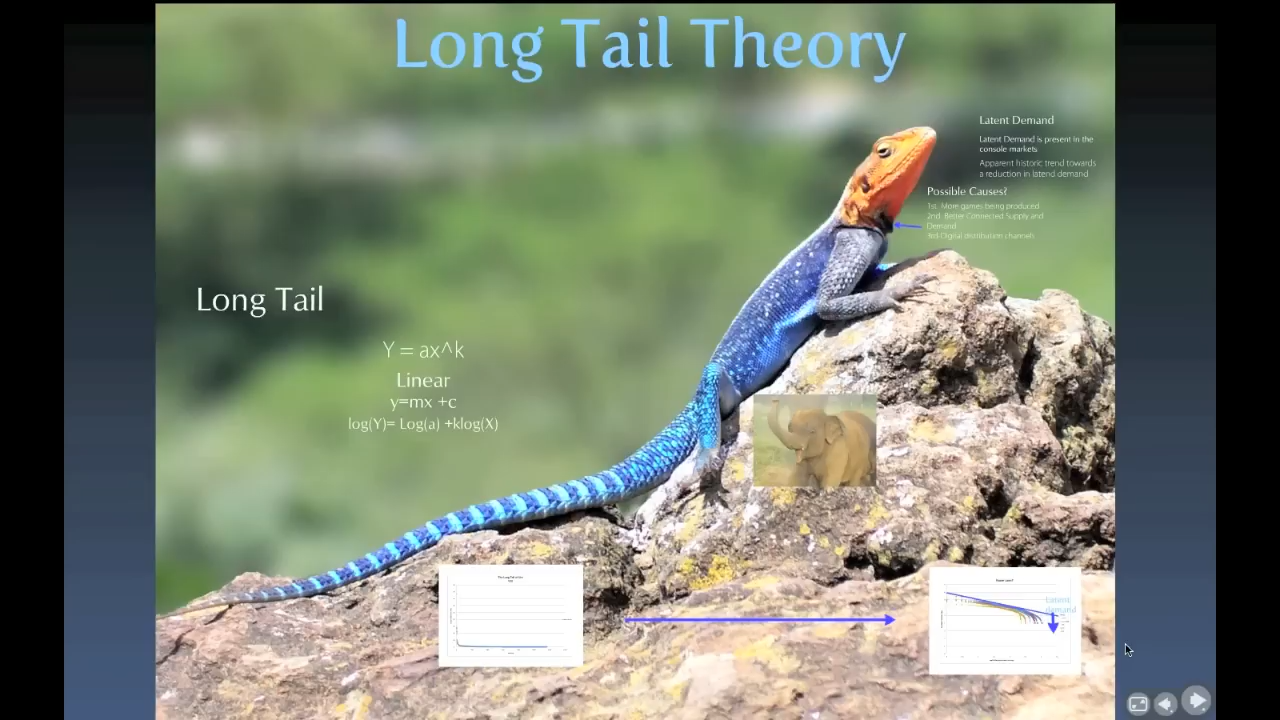 Long Tail Theory
Latent Demand
Latent Demand is present in the
console markets
Apparent historic trend towards
a reduction in latend demand
Possible Causes?
1st. More games being produced
2nd. Better Connected Supply and
Demand
3rd Digital distribution channels
Long Tail
Y = ax^k
Linear
y=mx +c
log(Y)= Log(a) +klog(X)
Latent
demand